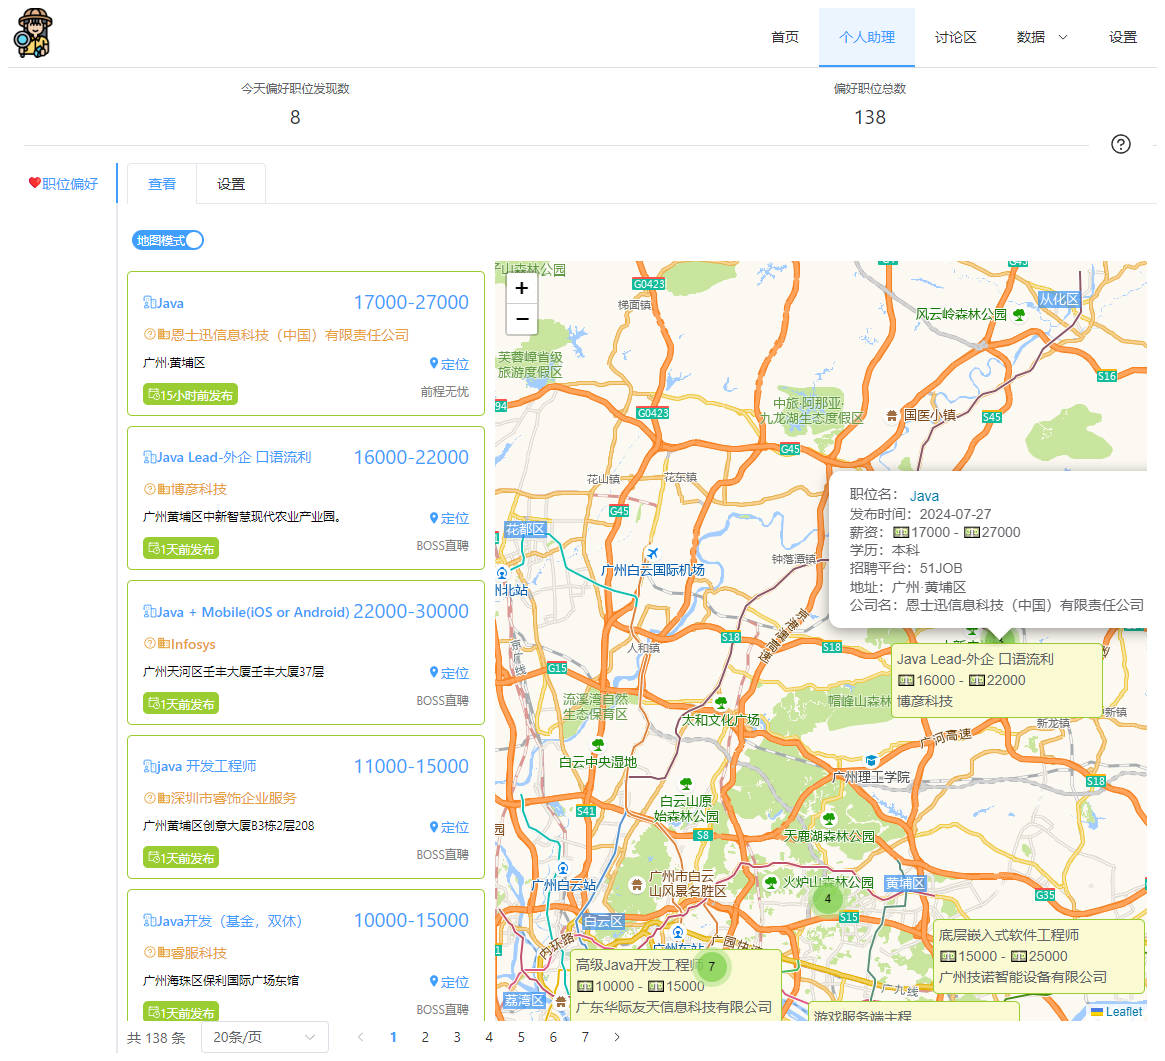 首页
个人助理
讨论区
数据
设置
今天偏好职位发现数
8
偏好职位总数
138
职位偏好
查看
设置
地图模式
Java
17000-27000
恩士迅信息科技（中国）有限责任公司
广州·黄埔区
定位
15小时前发布
前程无忧
Java Lead-外企 口语流利
16000-22000
博彦科技
广州黄埔区中新智慧现代农业产业园。
定位
1天前发布
BOSS直聘
Java + Mobile(iOS or Android)
22000-30000
Infosys
广州天河区壬丰大厦壬丰大厦37层
定位
1天前发布
BOSS直聘
java 开发工程师
11000-15000
深圳市睿饰企业服务
广州黄埔区创意大厦B3栋2层208
定位
1天前发布
BOSS直聘
Java开发（基金，双休）
10000-15000
睿服科技
广州海珠区保利国际广场东馆
定位
1天前发布
BOSS直聘
共 138 条
20条/页
1
2
3
4
5
6
7
+
−
子山森林公园
G0423
梯面镇
从化区
风云岭森林公园
芙蓉嶂省级
旅游度假区
S16
94
G0423
中旅·阿那亚·
九龙湖生态度假区
国医小镇
S45
G45
花山镇
花东镇
G45
花都区
广州白云国际机场
钟落潭镇
州北站
职位名： Java
发布时间：2024-07-27
薪资：17000 - 27000
学历：本科
招聘平台：51JOB
地址：广州·黄埔区
公司名：恩士迅信息科技（中国）有限责任公司
京港澳高速
S18
S18
人和镇
京广线
G15
Java Lead-外企 口语流利
16000 - 22000
博彦科技
流溪湾自然
生态保育区
帽峰山森林
太和文化广场
新龙镇
广河高速
白云中央湿地
广州理工学院
S18
白云山原
始森林公园
S41
S8
天鹿湖森林公园
广州白云站
广州市白云
山风景名胜区
火炉山森林公园
黄埔区
4
G35
S15
白云区
内环路
广州东站
广园快速
底层嵌入式软件工程师
15000 - 25000
广州技诺智能设备有限公司
高级Java开发工程师
7
10000 - 15000
广东华际友天信息科技有限公司
广九线
荔湾区
游戏服务端主程
Leaflet